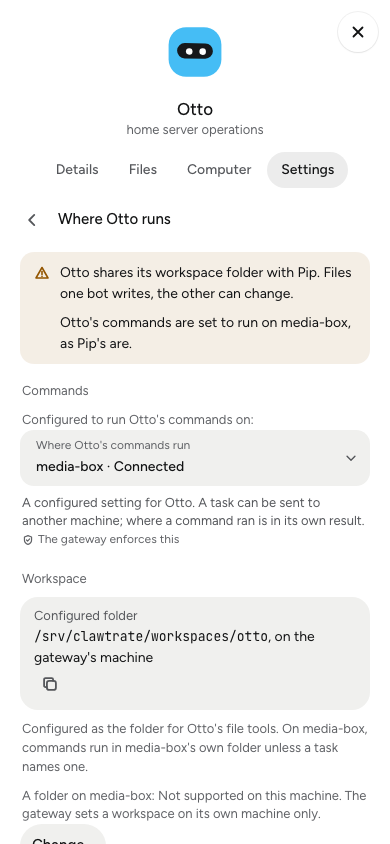 Otto
home server operations
Details
Files
Computer
Settings
Where Otto runs
Otto shares its workspace folder with Pip. Files
one bot writes, the other can change.
Otto's commands are set to run on media-box,
as Pip's are.
Commands
Configured to run Otto's commands on:
Where Otto's commands run
media-box · Connected
A configured setting for Otto. A task can be sent to
another machine; where a command ran is in its own result.
The gateway enforces this
Workspace
Configured folder
/srv/clawtrate/workspaces/otto, on the
gateway's machine
Configured as the folder for Otto's file tools. On media-box,
commands run in media-box's own folder unless a task
names one.
A folder on media-box: Not supported on this machine. The
gateway sets a workspace on its own machine only.
Change